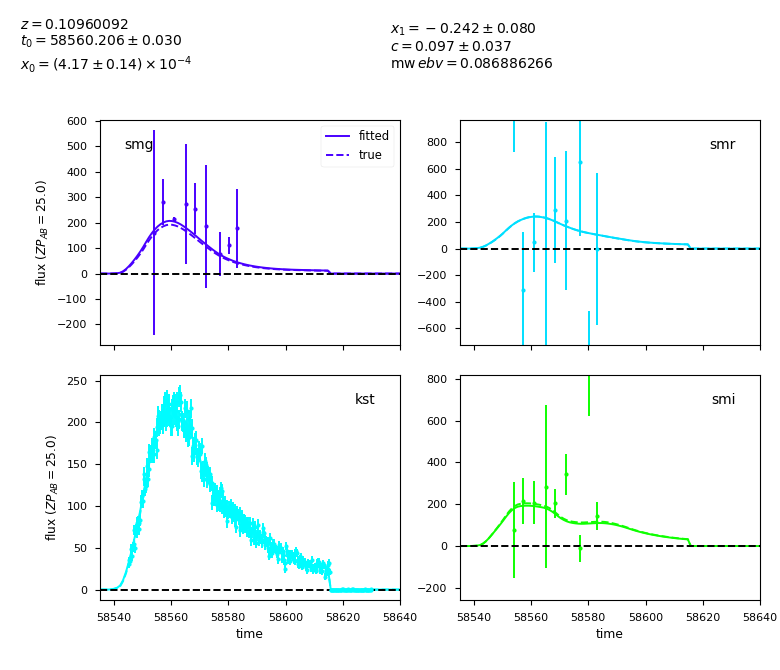 z = 0.10960092
t₀ = 58560.206 ± 0.030
x₀ = (4.17 ± 0.14) × 10⁻⁴
x₁ = −0.242 ± 0.080
c = 0.097 ± 0.037
mw ebv = 0.086886266
smg
fitted
true
600
500
400
300
200
100
0
−100
−200
flux (ZP_AB = 25.0)
smr
800
600
400
200
0
−200
−400
−600
kst
250
200
150
100
50
0
flux (ZP_AB = 25.0)
58540 58560 58580 58600 58620 58640
time
smi
800
600
400
200
0
−200
58540 58560 58580 58600 58620 58640
time